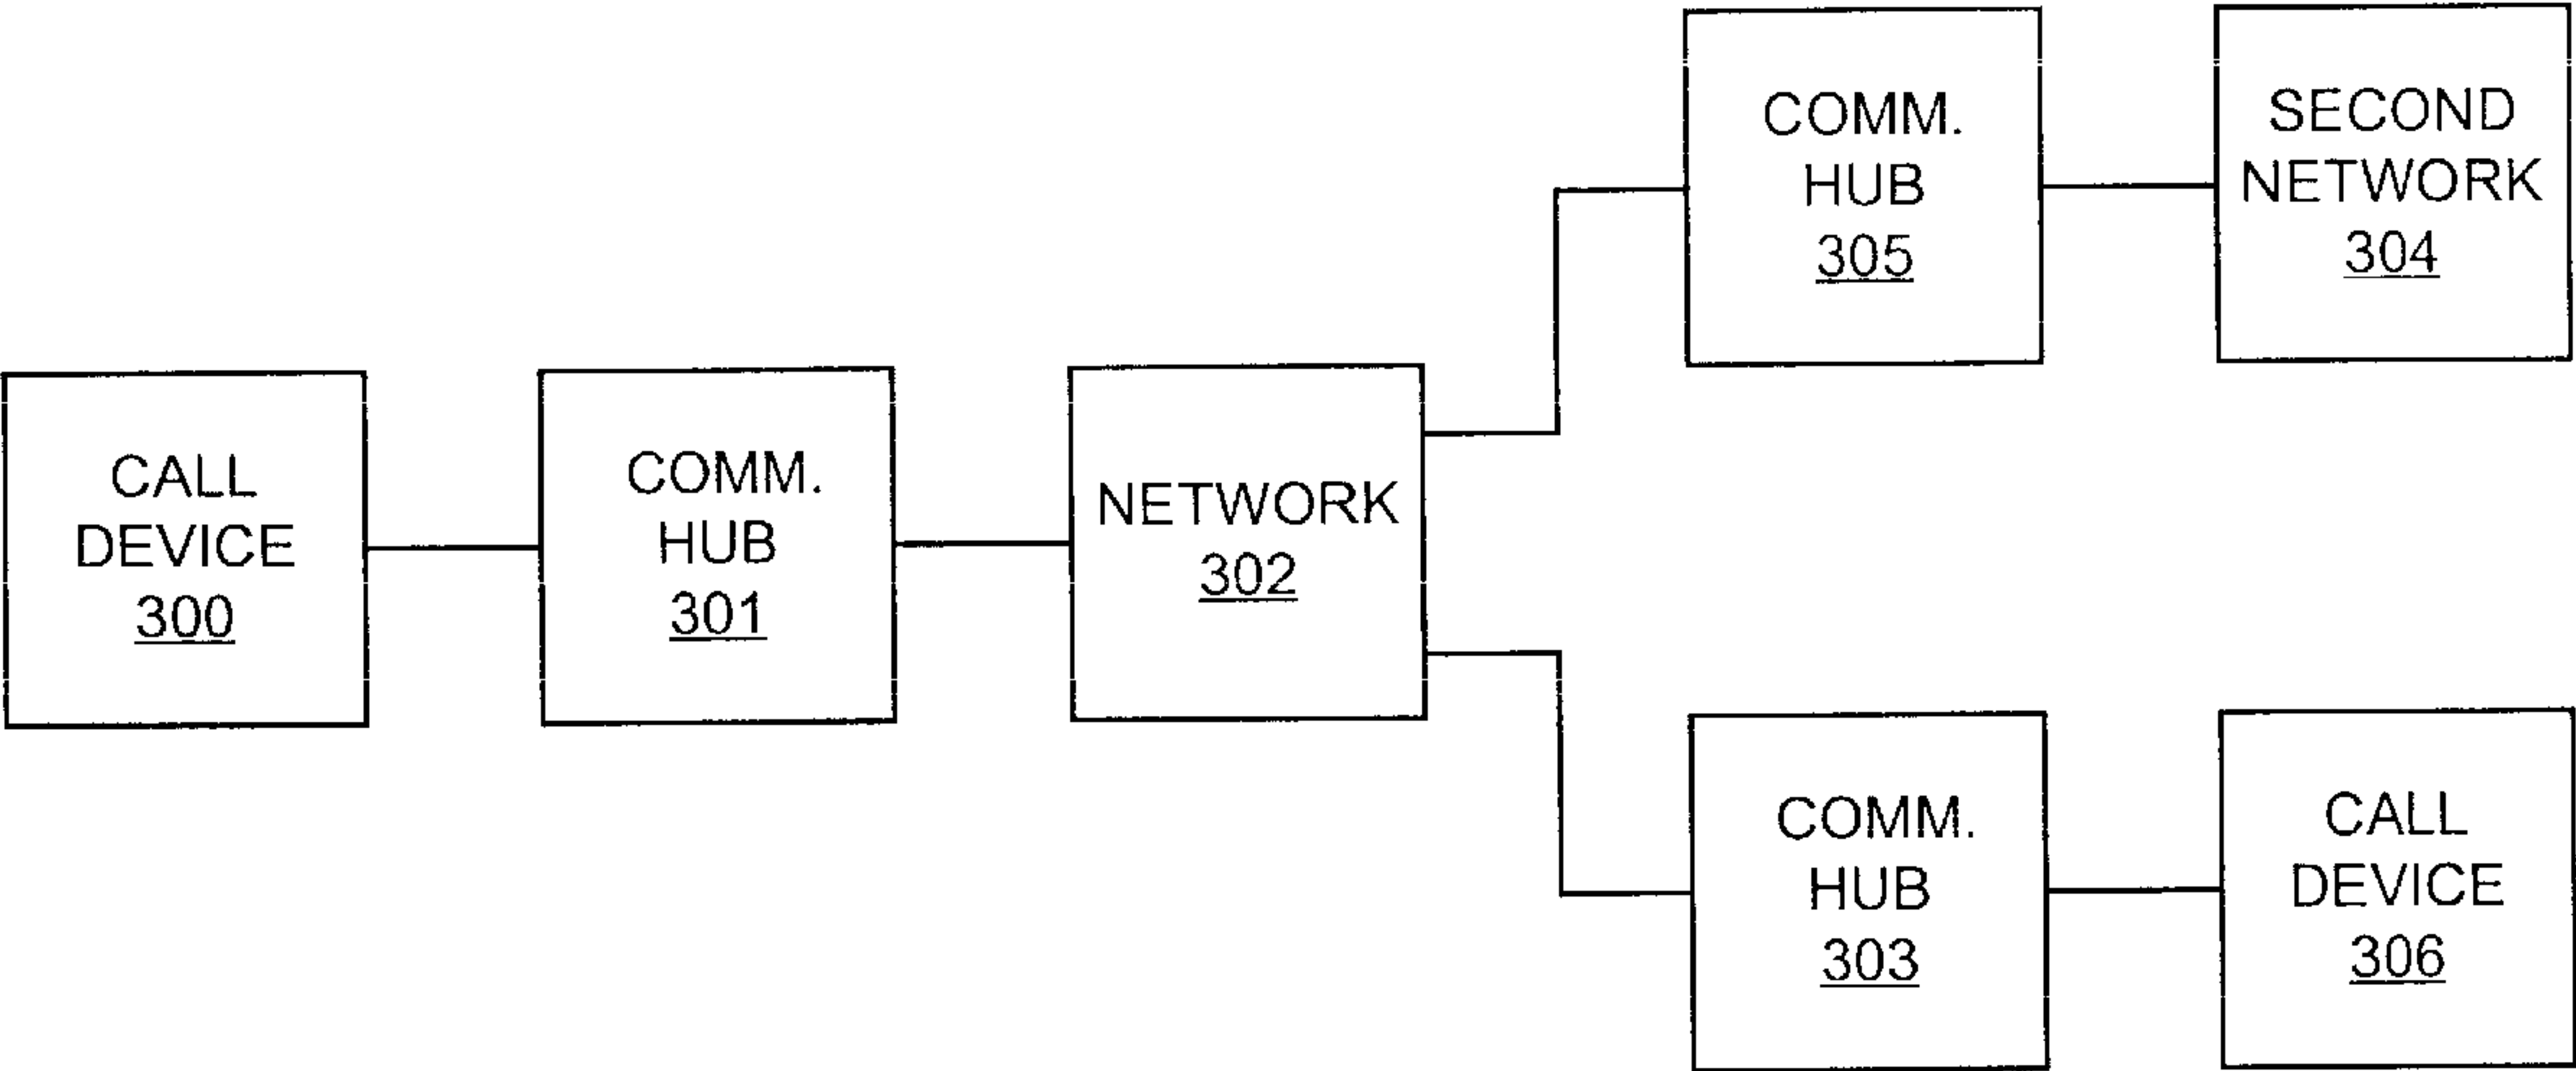 CALL
DEVICE
300
COMM.
HUB
301
NETWORK
302
COMM.
HUB
305
SECOND
NETWORK
304
COMM.
HUB
303
CALL
DEVICE
306